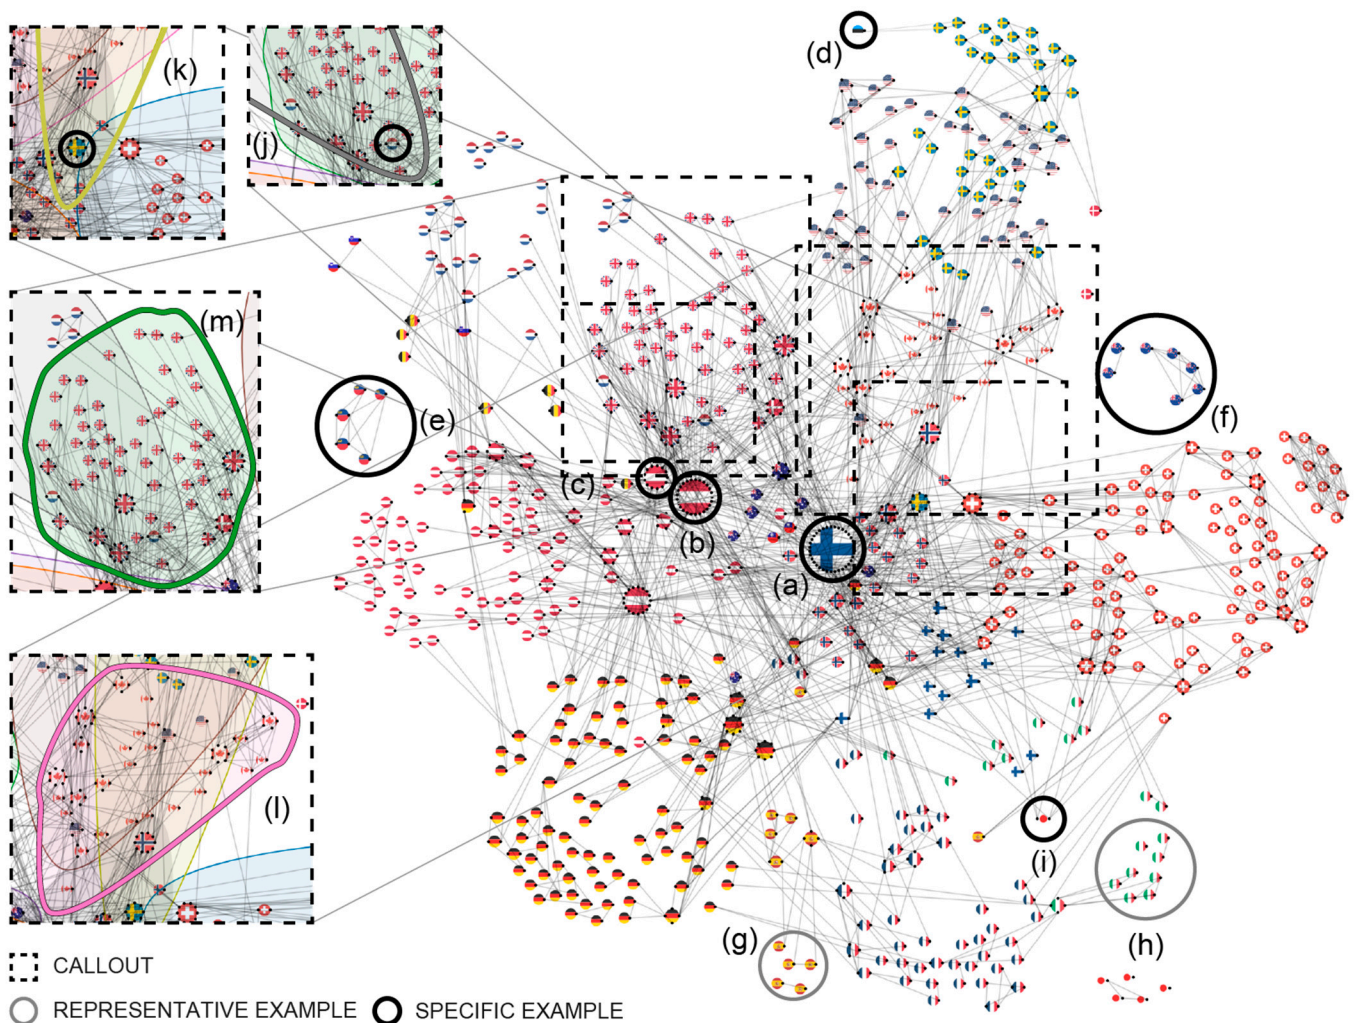 (k)
(j)
(d)
(m)
(e)
(f)
(c)
(b)
(a)
(l)
(i)
(g)
(h)
CALLOUT
REPRESENTATIVE EXAMPLE
SPECIFIC EXAMPLE